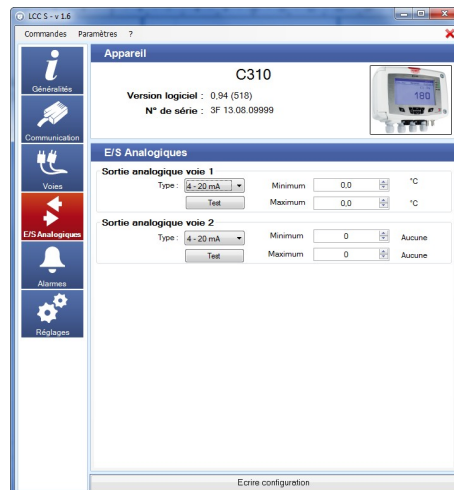 LCC S - v 1.6
Commandes Paramètres ?
Appareil
C310
Version logiciel : 0,94 (518)
N° de série : 3F 13.08.09999
180
Généralités
Communication
Voies
E/S Analogiques
Alarmes
Réglages
E/S Analogiques
Sortie analogique voie 1
Type : 4 - 20 mA Minimum 0,0 °C
Test Maximum 0,0 °C
Sortie analogique voie 2
Type : 4 - 20 mA Minimum 0 Aucune
Test Maximum 0 Aucune
Ecrire configuration